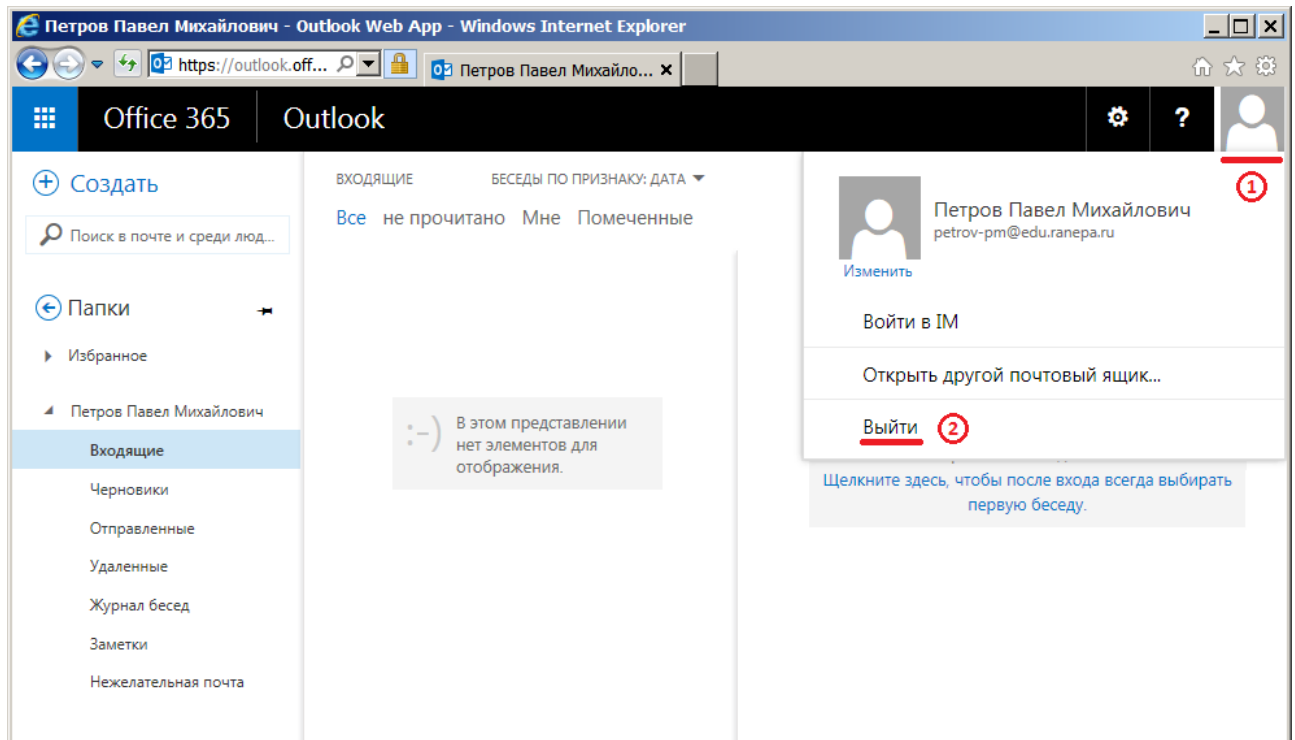 Петров Павел Михайлович - Outlook Web App - Windows Internet Explorer
https://outlook.off...
Петров Павел Михайло...
Office 365
Outlook
?
1
Создать
Поиск в почте и среди люд...
Папки
Избранное
Петров Павел Михайлович
Входящие
Черновики
Отправленные
Удаленные
Журнал бесед
Заметки
Нежелательная почта
ВХОДЯЩИЕ
БЕСЕДЫ ПО ПРИЗНАКУ: ДАТА
Все не прочитано Мне Помеченные
:-)
В этом представлении
нет элементов для
отображения.
Петров Павел Михайлович
petrov-pm@edu.ranepa.ru
Изменить
Войти в IM
Открыть другой почтовый ящик...
Выйти
2
Щелкните здесь, чтобы после входа всегда выбирать
первую беседу.